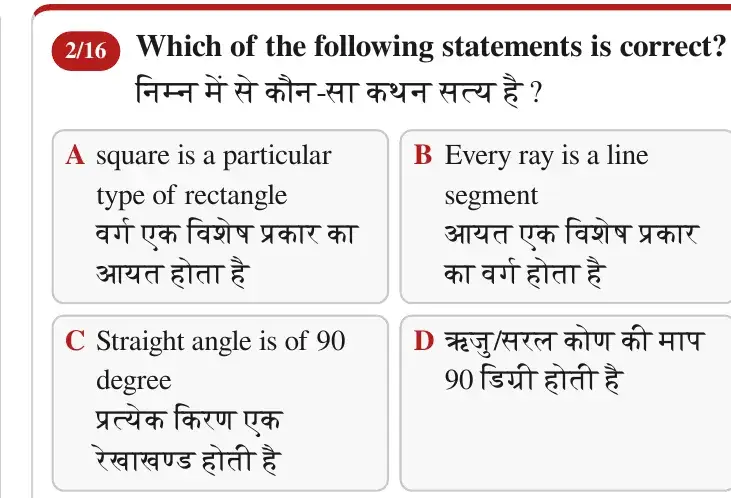 2/16 Which of the following statements is correct?
निम्न में से कौन-सा कथन सत्य है ?
A square is a particular
type of rectangle
वर्ग एक विशेष प्रकार का
आयत होता है
B Every ray is a line
segment
आयत एक विशेष प्रकार
का वर्ग होता है
C Straight angle is of 90
degree
प्रत्येक किरण एक
रेखाखण्ड होती है
D ऋजु/सरल कोण की माप
90 डिग्री होती है